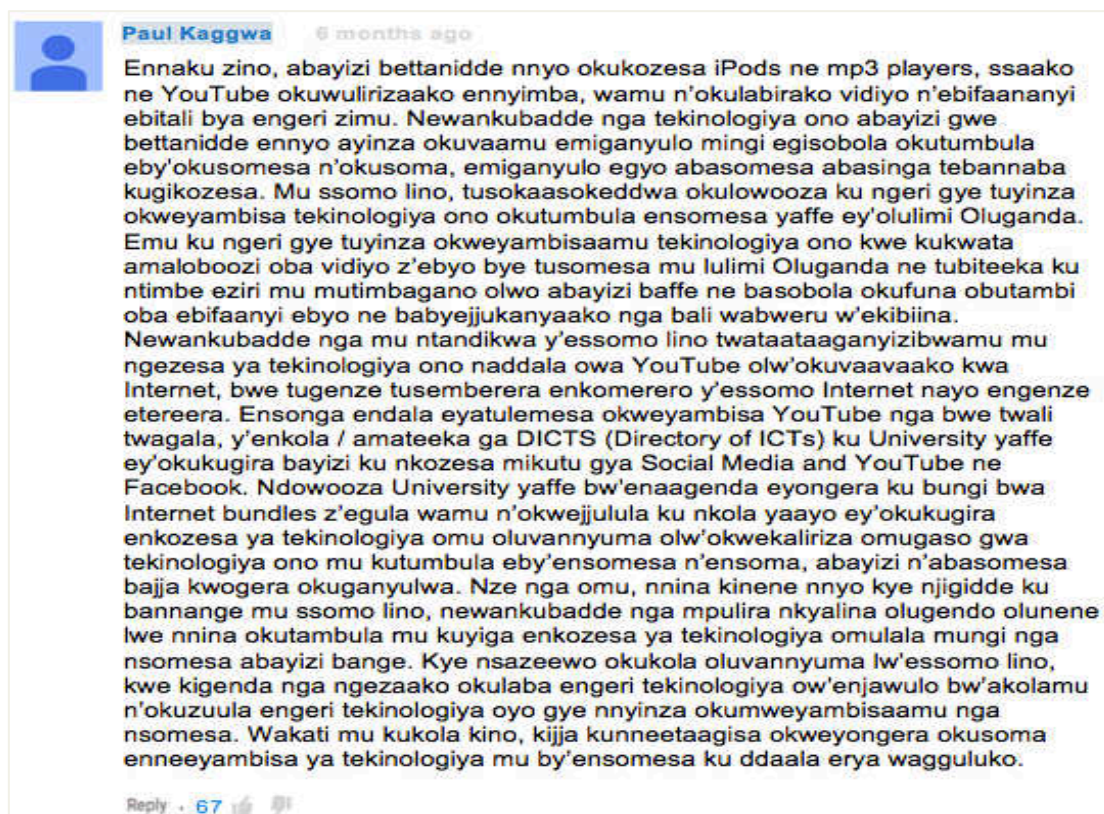 Paul Kaggwa 6 months ago
Ennaku zino, abayizi bettanidde nnyo okukozesa iPods ne mp3 players, ssaako
ne YouTube okuwulirizaako ennyimba, wamu n'okulabirako vidiyo n'ebifaananyi
ebitali bya engeri zimu. Newankubadde nga tekinologiya ono abayizi gwe
bettanidde ennyo ayinza okuvaamu emiganyulo mingi egisobola okutumbula
eby'okusomesa n'okusoma, emiganyulo egyo abasomesa abasinga tebannaba
kugikozesa. Mu ssomo lino, tusokaasokeddwa okulowooza ku ngeri gye tuyinza
okweyambisa tekinologiya ono okutumbula ensomesa yaffe ey'olulimi Oluganda.
Emu ku ngeri gye tuyinza okweyambisaamu tekinologiya ono kwe kukwata
amaloboozi oba vidiyo z'ebyo bye tusomesa mu lulimi Oluganda ne tubiteeka ku
ntimbe eziri mu mutimbagano olwo abayizi baffe ne basobola okufuna obutambi
oba ebifaanyi ebyo ne babyejjukanyaako nga bali wabweru w'ekibiina.
Newankubadde nga mu ntandikwa y'essomo lino twataataaganyizibwamu mu
ngezesa ya tekinologiya ono naddala owa YouTube olw'okuvaavaako kwa
Internet, bwe tugenze tusemberera enkomerero y'essomo Internet nayo engenze
etereera. Ensonga endala eyatulemesa okweyambisa YouTube nga bwe twali
twagala, y'enkola / amateeka ga DICTS (Directory of ICTs) ku University yaffe
ey'okukugira bayizi ku nkozesa mikutu gya Social Media and YouTube ne
Facebook. Ndowooza University yaffe bw'enaagenda eyongera ku bungi bwa
Internet bundles z'egula wamu n'okwejjulula ku nkola yaayo ey'okukugira
enkozesa ya tekinologiya omu oluvannyuma olw'okwekaliriza omugaso gwa
tekinologiya ono mu kutumbula eby'ensomesa n'ensoma, abayizi n'abasomesa
bajja kwogera okuganyulwa. Nze nga omu, nnina kinene nnyo kye njigidde ku
bannange mu ssomo lino, newankubadde nga mpulira nkyalina olugendo olunene
lwe nnina okutambula mu kuyiga enkozesa ya tekinologiya omulala mungi nga
nsomesa abayizi bange. Kye nsazeewo okukola oluvannyuma lw'essomo lino,
kwe kigenda nga ngezaako okulaba engeri tekinologiya ow'enjawulo bw'akolamu
n'okuzuula engeri tekinologiya oyo gye nnyinza okumweyambisaamu nga
nsomesa. Wakati mu kukola kino, kijja kunneetaagisa okweyongera okusoma
enneeyambisa ya tekinologiya mu by'ensomesa ku ddaala erya wagguluko.
Reply . 67